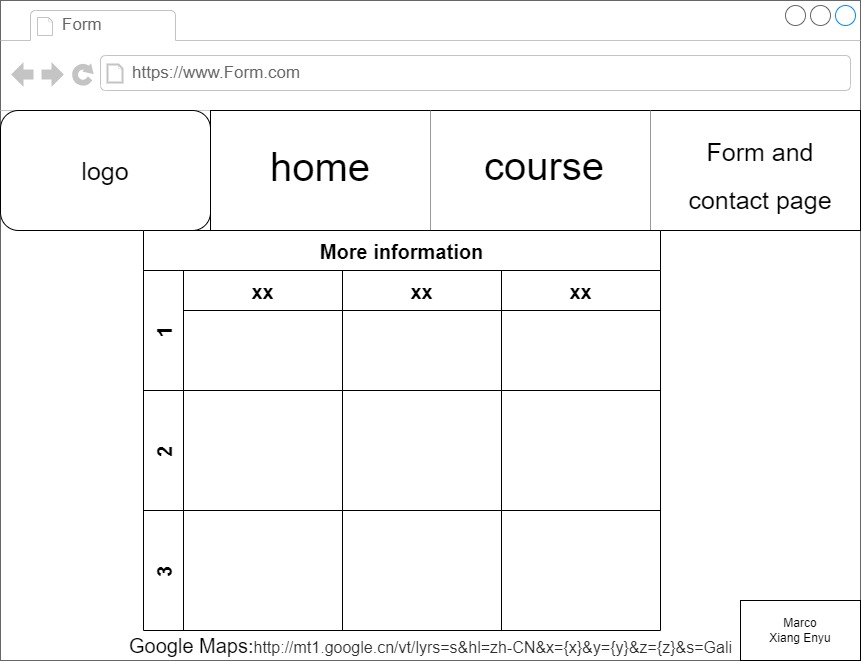 Form
https://www.Form.com
logo
home
course
Form and
contact page
More information
xx xx xx
1
2
3
Google Maps:http://mt1.google.cn/vt/lyrs=s&hl=zh-CN&x={x}&y={y}&z={z}&s=Gali
Marco
Xiang Enyu